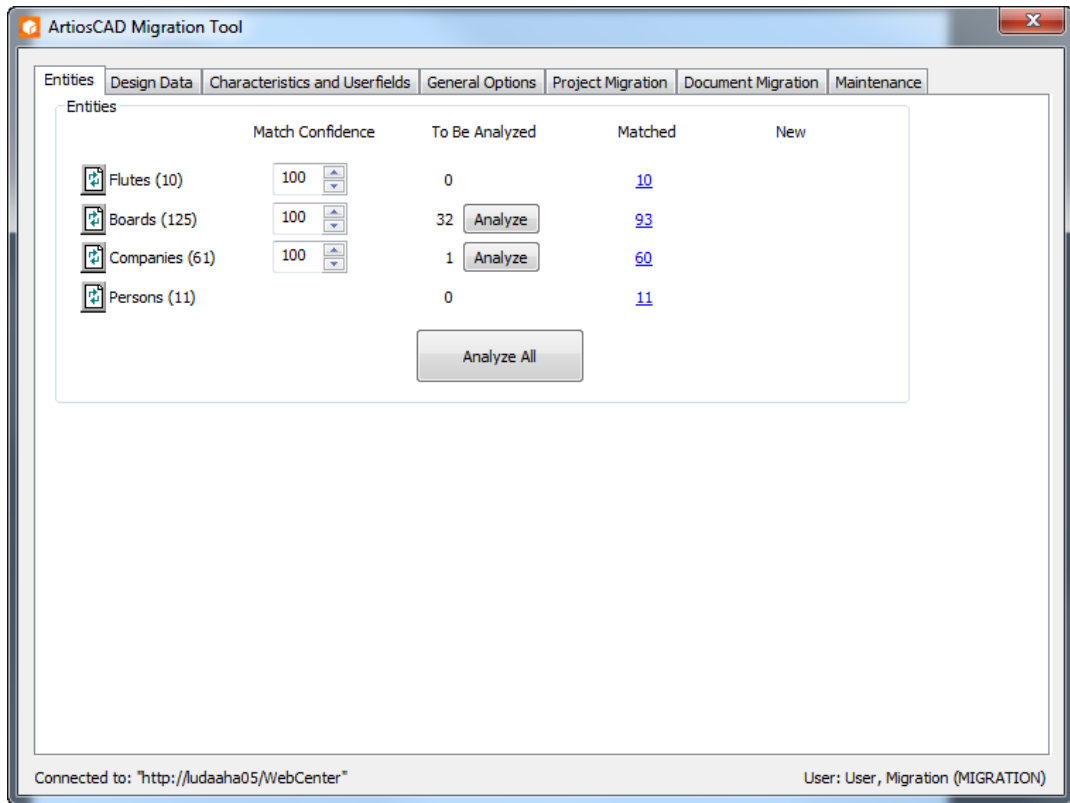 ArtiosCAD Migration Tool
Entities Design Data Characteristics and Userfields General Options Project Migration Document Migration Maintenance
Entities
Match Confidence To Be Analyzed Matched New
Flutes (10) 100 0 10
Boards (125) 100 32 Analyze 93
Companies (61) 100 1 Analyze 60
Persons (11) 0 11
Analyze All
Connected to: "http://ludaaha05/WebCenter" User: User, Migration (MIGRATION)